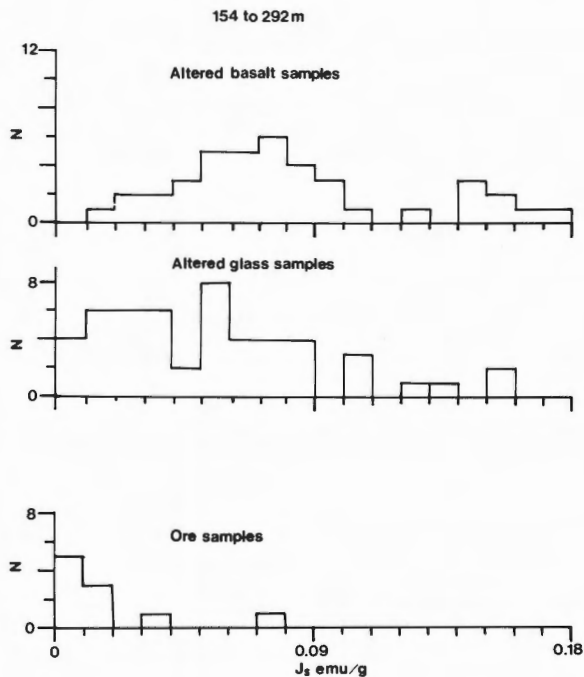 154 to 292m
12
Altered basalt samples
N
0
Altered glass samples
8
N
0
8
Ore samples
N
0
0 0.09 0.18
Js emu/g